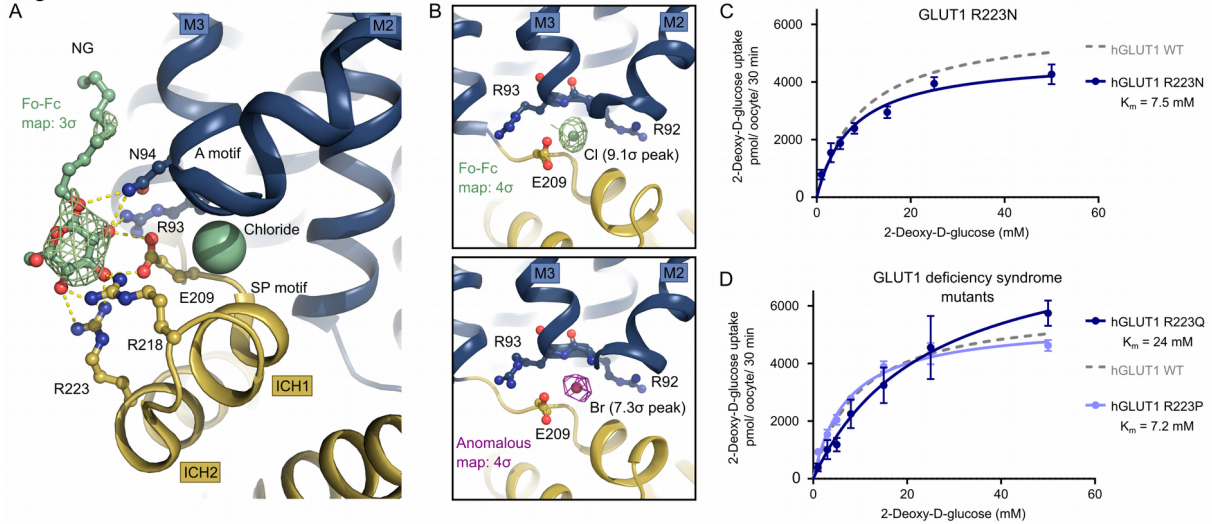 A
NG
M3
M2
Fo-Fc
map: 3σ
N94
A motif
R93
Chloride
E209
SP motif
R218
R223
ICH1
ICH2
B
M3
M2
R93
R92
Cl (9.1σ peak)
Fo-Fc
map: 4σ
E209
M3
M2
R93
R92
Br (7.3σ peak)
E209
Anomalous
map: 4σ
C
GLUT1 R223N
2-Deoxy-D-glucose uptake
pmol/ oocyte/ 30 min
6000
4000
2000
0
0
20
40
60
2-Deoxy-D-glucose (mM)
hGLUT1 WT
hGLUT1 R223N
Km = 7.5 mM
D
GLUT1 deficiency syndrome
mutants
2-Deoxy-D-glucose uptake
pmol/ oocyte/ 30 min
6000
4000
2000
0
0
20
40
60
2-Deoxy-D-glucose (mM)
hGLUT1 R223Q
Km = 24 mM
hGLUT1 WT
hGLUT1 R223P
Km = 7.2 mM